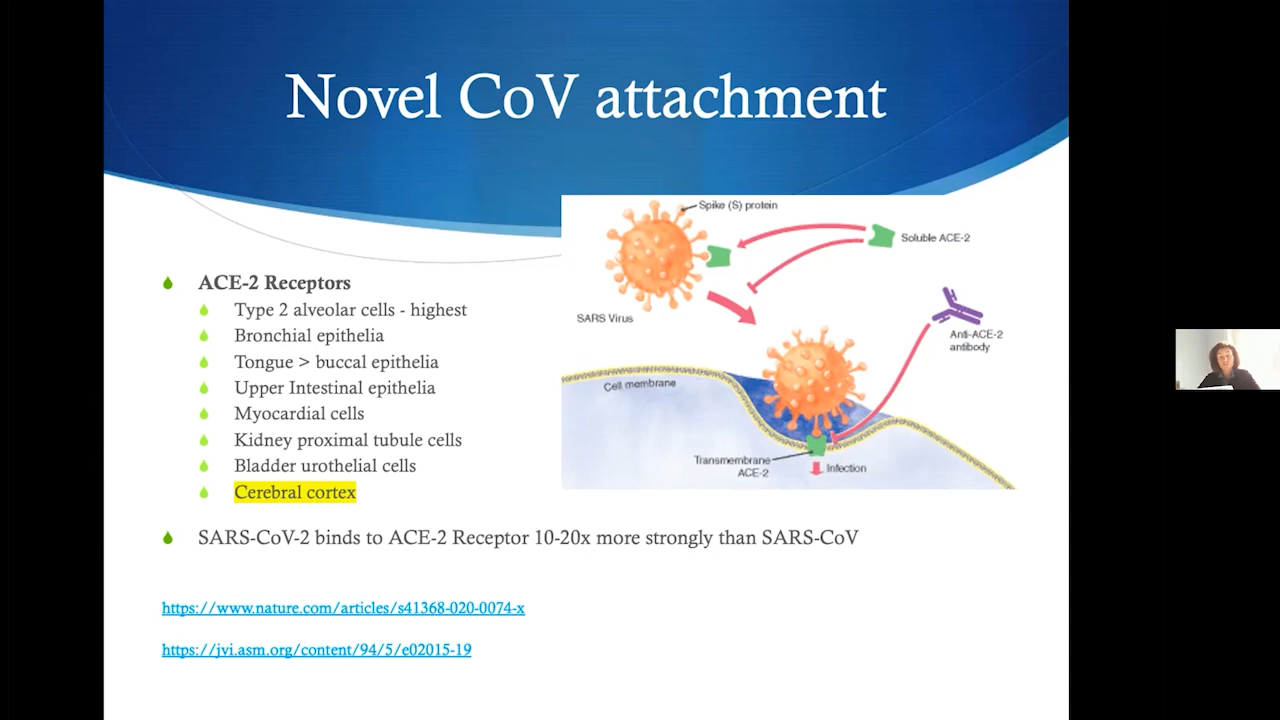 Novel CoV attachment
Spike (S) protein
Soluble ACE-2
SARS Virus
Anti-ACE-2
antibody
Cell membrane
Transmembrane
ACE-2
Infection
ACE-2 Receptors
Type 2 alveolar cells - highest
Bronchial epithelia
Tongue > buccal epithelia
Upper Intestinal epithelia
Myocardial cells
Kidney proximal tubule cells
Bladder urothelial cells
Cerebral cortex
SARS-CoV-2 binds to ACE-2 Receptor 10-20x more strongly than SARS-CoV
https://www.nature.com/articles/s41368-020-0074-x
https://jvi.asm.org/content/94/5/e02015-19